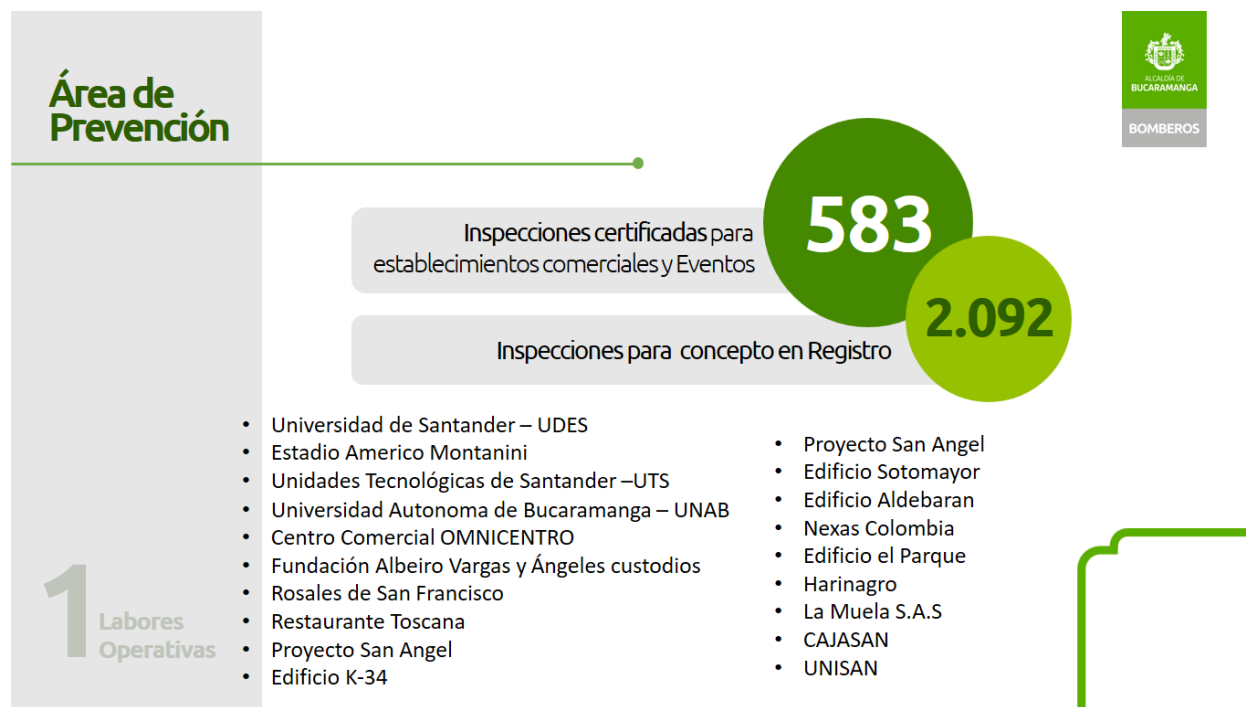 Área de
Prevención
ALCALDÍA DE
BUCARAMANGA
BOMBEROS
Inspecciones certificadas para
establecimientos comerciales y Eventos
583
Inspecciones para concepto en Registro
2.092
• Universidad de Santander – UDES
• Estadio Americo Montanini
• Unidades Tecnológicas de Santander –UTS
• Universidad Autonoma de Bucaramanga – UNAB
• Centro Comercial OMNICENTRO
• Fundación Albeiro Vargas y Ángeles custodios
• Rosales de San Francisco
• Restaurante Toscana
• Proyecto San Angel
• Edificio K-34
• Proyecto San Angel
• Edificio Sotomayor
• Edificio Aldebaran
• Nexas Colombia
• Edificio el Parque
• Harinagro
• La Muela S.A.S
• CAJASAN
• UNISAN
1
Labores
Operativas